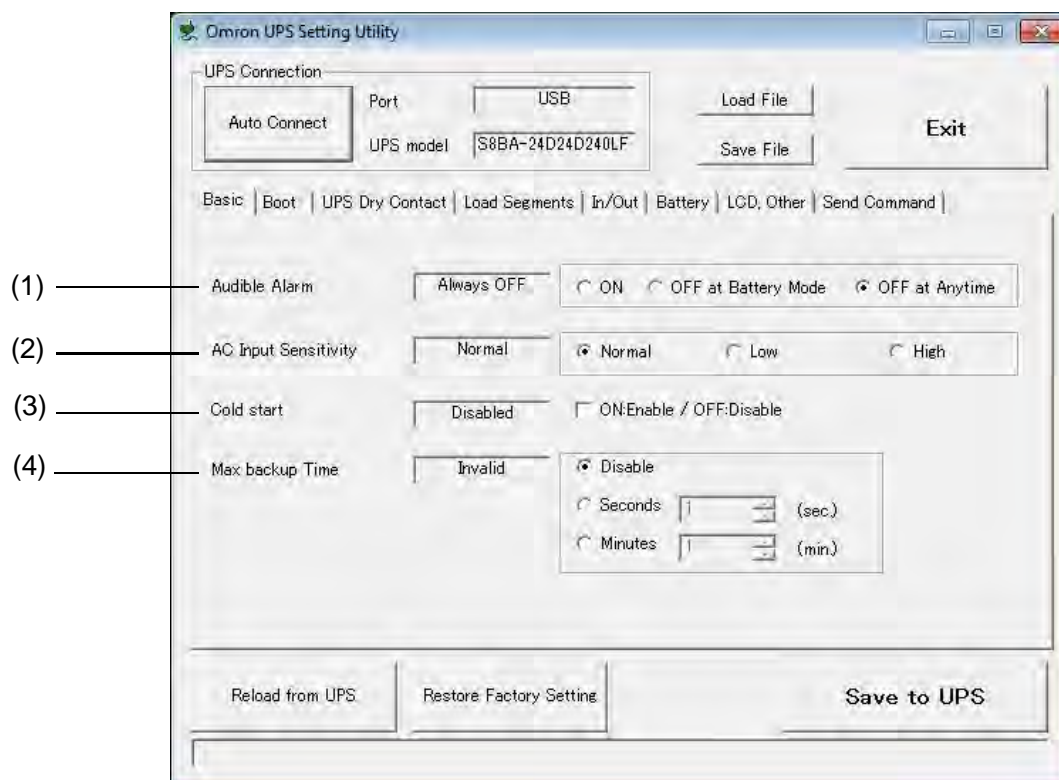 Omron UPS Setting Utility
UPS Connection
Auto Connect
Port
USB
UPS model
S8BA-24D24D240LF
Load File
Save File
Exit
Basic | Boot | UPS Dry Contact | Load Segments | In/Out | Battery | LCD, Other | Send Command |
(1) Audible Alarm Always OFF ON OFF at Battery Mode OFF at Anytime
(2) AC Input Sensitivity Normal Normal Low High
(3) Cold start Disabled ON:Enable / OFF:Disable
(4) Max backup Time Invalid Disable
Seconds 1 (sec.)
Minutes 1 (min.)
Reload from UPS Restore Factory Setting Save to UPS